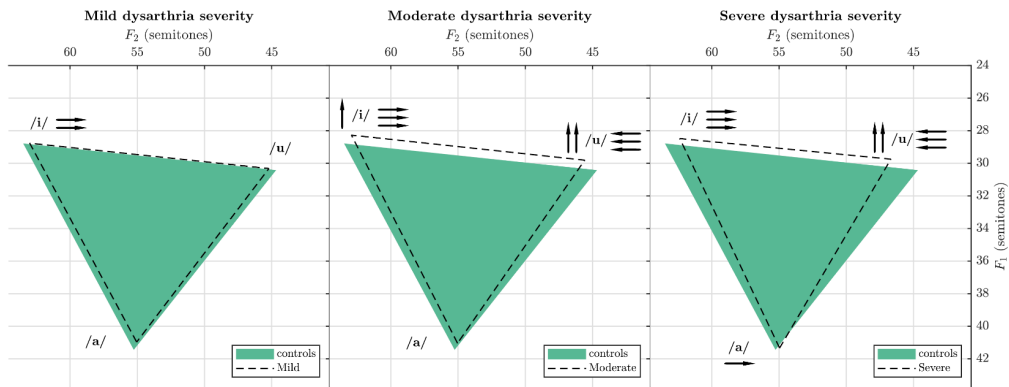 Mild dysarthria severity
Moderate dysarthria severity
Severe dysarthria severity
F₂ (semitones)
F₂ (semitones)
F₂ (semitones)
60 55 50 45
60 55 50 45
60 55 50 45
24
26
28
30
32
34
36
38
40
42
F₁ (semitones)
/i/
/u/
/a/
controls
Mild
/i/
/u/
/a/
controls
Moderate
/i/
/u/
/a/
controls
Severe